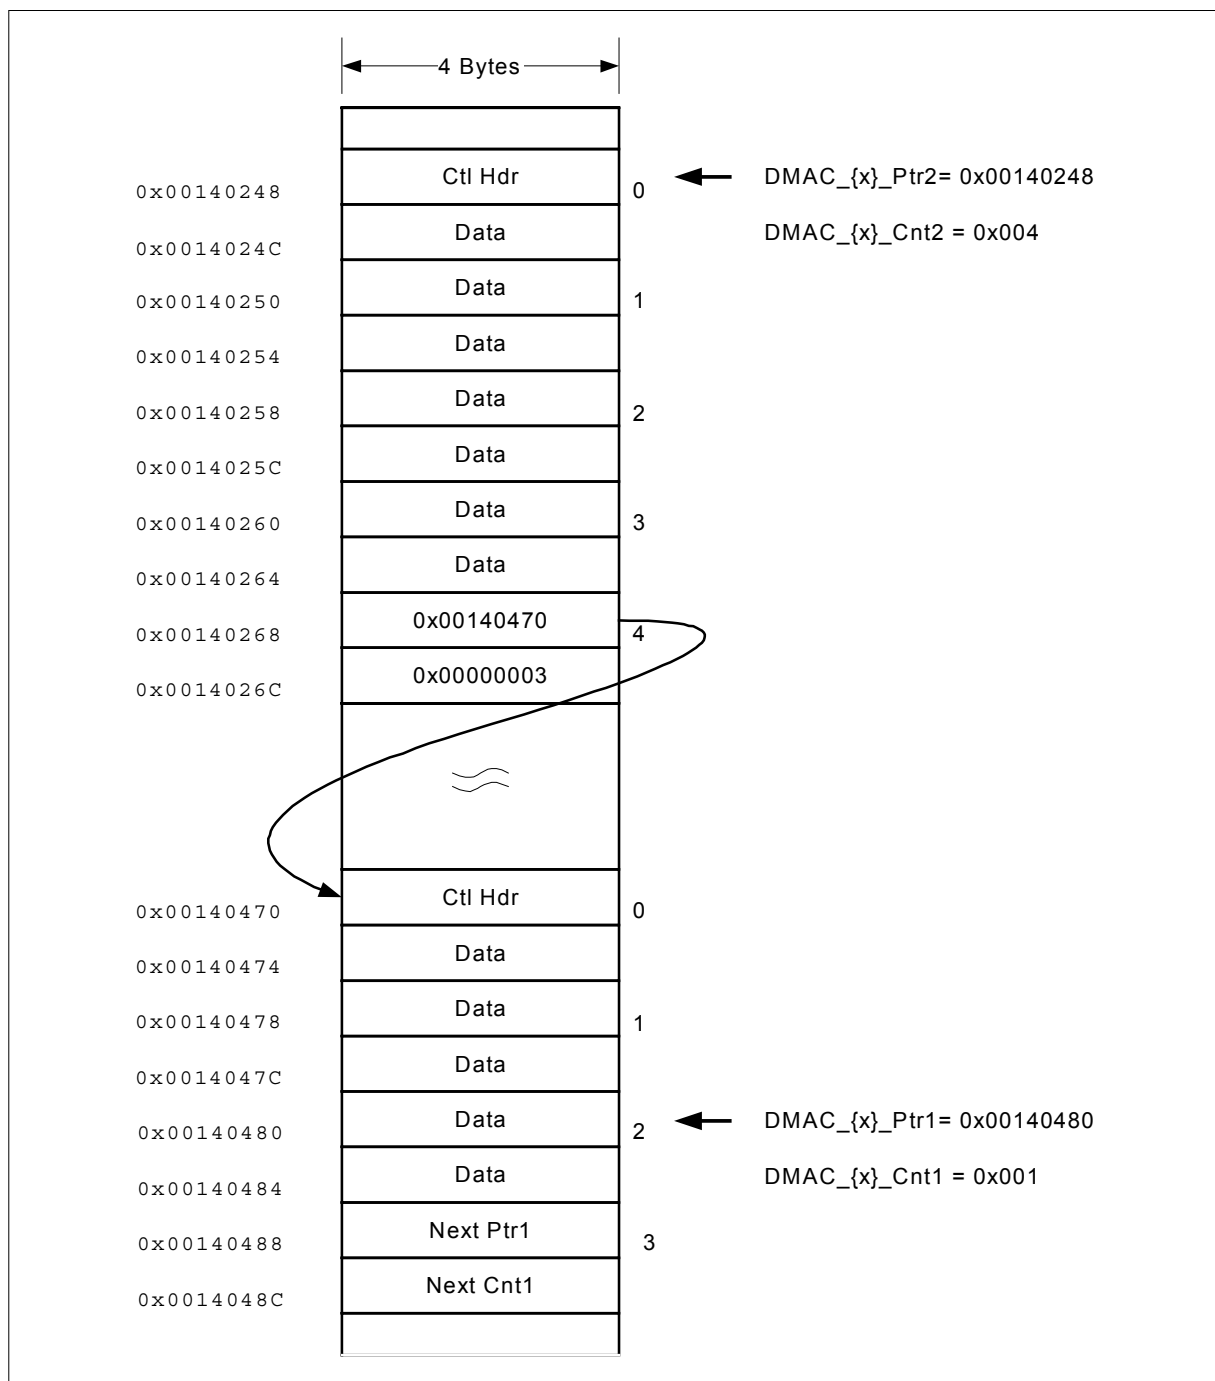 4 Bytes
0x00140248 Ctl Hdr 0 DMAC_{x}_Ptr2= 0x00140248
0x0014024C Data DMAC_{x}_Cnt2 = 0x004
0x00140250 Data 1
0x00140254 Data
0x00140258 Data 2
0x0014025C Data
0x00140260 Data 3
0x00140264 Data
0x00140268 0x00140470 4
0x0014026C 0x00000003
0x00140470 Ctl Hdr 0
0x00140474 Data
0x00140478 Data 1
0x0014047C Data
0x00140480 Data 2 DMAC_{x}_Ptr1= 0x00140480
0x00140484 Data DMAC_{x}_Cnt1 = 0x001
0x00140488 Next Ptr1 3
0x0014048C Next Cnt1